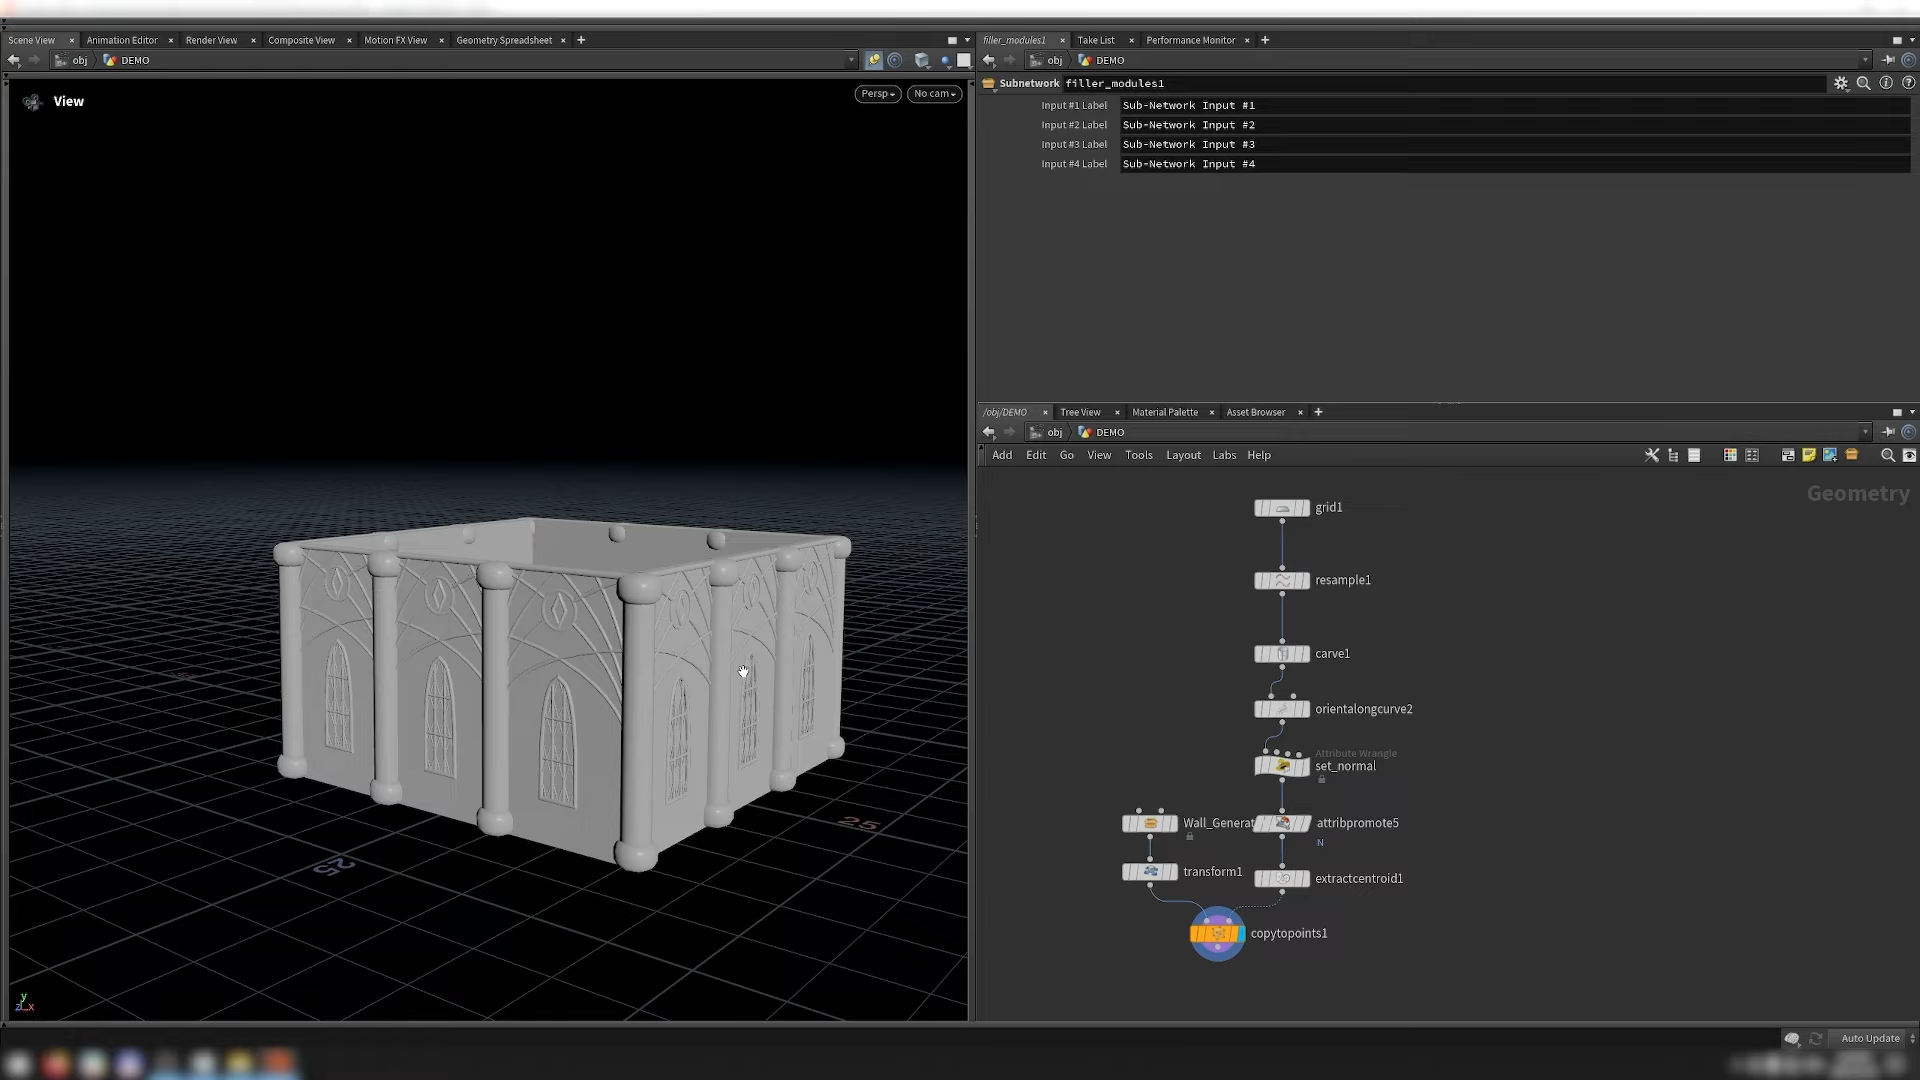 Scene View × Animation Editor × Render View × Composite View × Motion FX View × Geometry Spreadsheet × +
obj DEMO
View
Persp No cam
25
25
y
z x
filler_modules1 × Take List × Performance Monitor × +
obj DEMO
Subnetwork filler_modules1
Input #1 Label Sub-Network Input #1
Input #2 Label Sub-Network Input #2
Input #3 Label Sub-Network Input #3
Input #4 Label Sub-Network Input #4
/obj/DEMO × Tree View × Material Palette × Asset Browser × +
obj DEMO
Add Edit Go View Tools Layout Labs Help
Geometry
grid1
resample1
carve1
orientalongcurve2
Attribute Wrangle
set_normal
Wall_Generat
attribpromote5
N
transform1
extractcentroid1
copytopoints1
Auto Update